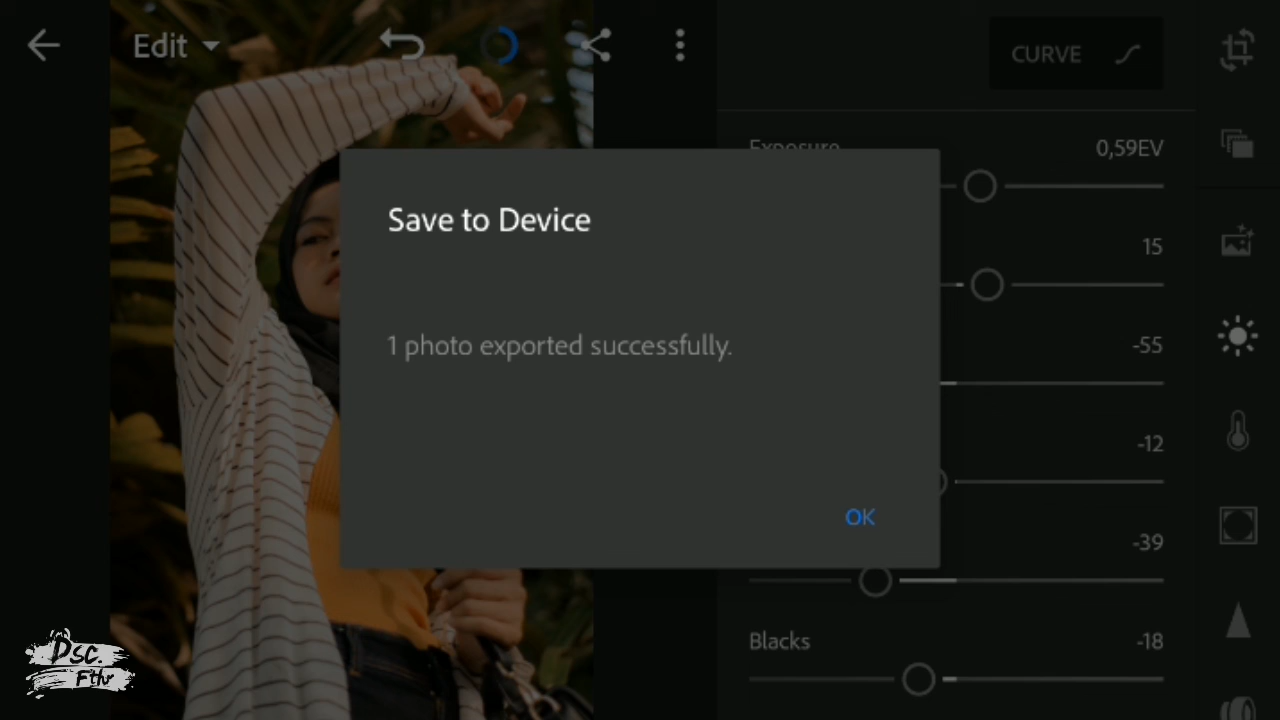 Edit
CURVE
Exposure
0,59EV
Save to Device
15
1 photo exported successfully.
-55
-12
OK
-39
Blacks
-18
Dsc.
Fthr